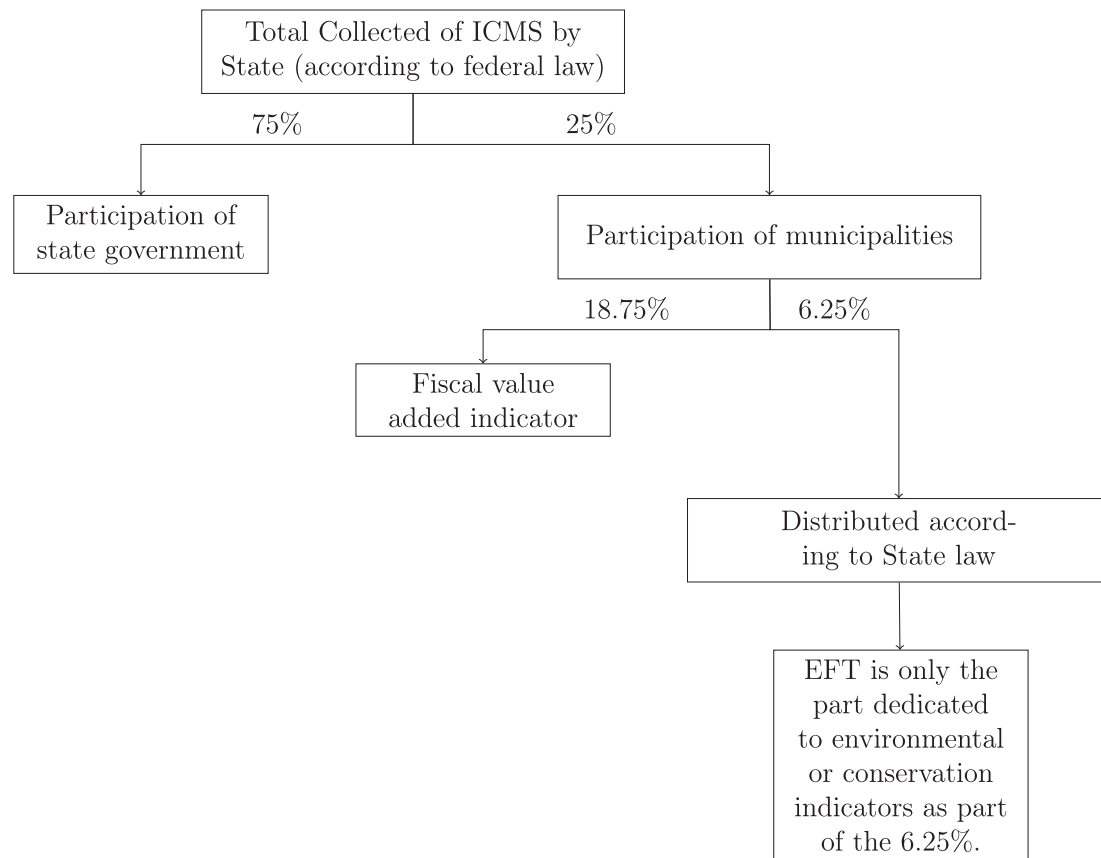 Total Collected of ICMS by
State (according to federal law)
75%
25%
Participation of
state government
Participation of municipalities
18.75%
6.25%
Fiscal value
added indicator
Distributed accord-
ing to State law
EFT is only the
part dedicated
to environmental
or conservation
indicators as part
of the 6.25%.